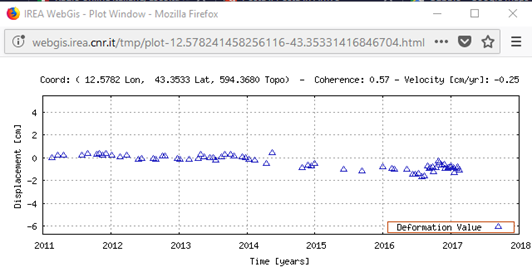 IREA WebGis - Plot Window - Mozilla Firefox
webgis.irea.cnr.it/tmp/plot-12.578241458256116-43.35331416846704.html
Coord: ( 12.5782 Lon, 43.3533 Lat, 594.3680 Topo) - Coherence: 0.57 - Velocity [cm/yr]: -0.25
Displacement [cm]
4
2
0
-2
-4
-6
Deformation Value
2011 2012 2013 2014 2015 2016 2017 2018
Time [years]